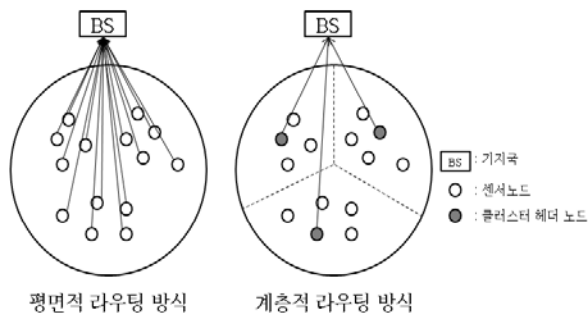 BS
BS
BS : 기지국
: 센서노드
: 클러스터 헤더 노드
평면적 라우팅 방식
계층적 라우팅 방식